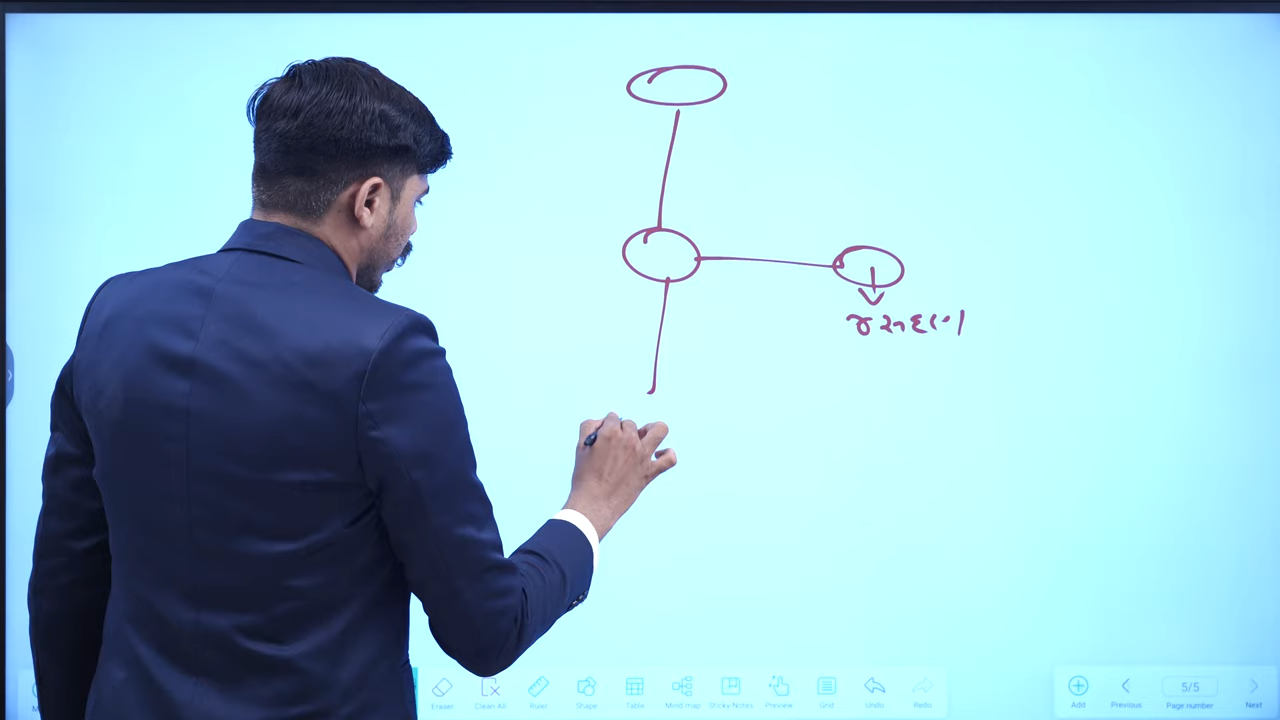 Eraser
Clean All
Ruler
Shape
Table
Mind map
Sticky Notes
Preview
Grid
Undo
Redo
Add
Previous
5/5
Page number
Next